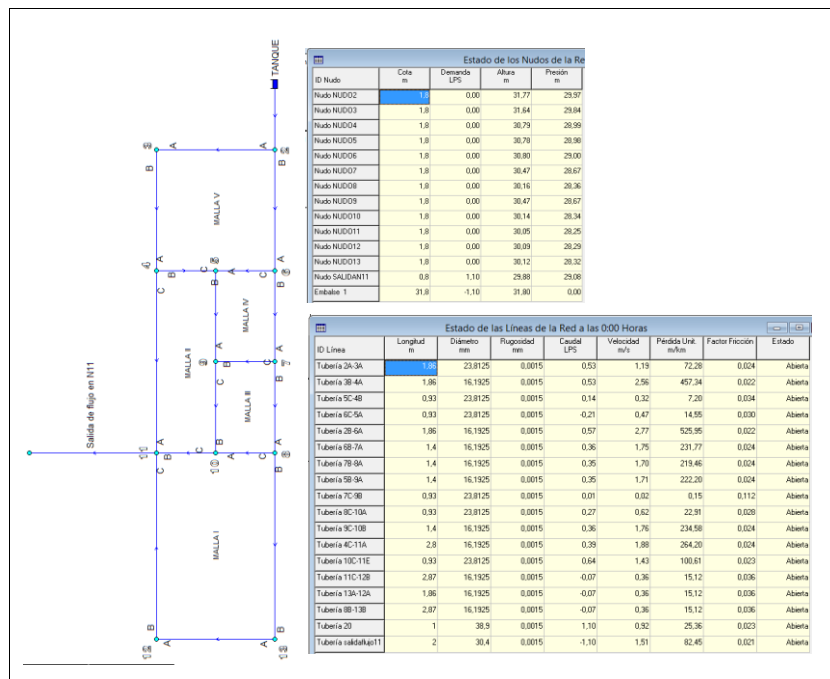 TANQUE
3 A A 2
B B
MALLA V
4 A B C 5 C A A 6
C B B
MALLA IV
MALLA II
A A
9 B C 7
C B
MALLA III
Salida de flujo en N11
11 A B C B A C A 8
C 10 B
MALLA I
B B
12 A A 13
Estado de los Nudos de la Re
ID Nudo Cota m Demanda LPS Altura m Presión m
Nudo NUDO2 1,8 0,00 31,77 29,97
Nudo NUDO3 1,8 0,00 31,64 29,84
Nudo NUDO4 1,8 0,00 30,79 28,99
Nudo NUDO5 1,8 0,00 30,78 28,98
Nudo NUDO6 1,8 0,00 30,80 29,00
Nudo NUDO7 1,8 0,00 30,47 28,67
Nudo NUDO8 1,8 0,00 30,16 28,36
Nudo NUDO9 1,8 0,00 30,47 28,67
Nudo NUDO10 1,8 0,00 30,14 28,34
Nudo NUDO11 1,8 0,00 30,05 28,25
Nudo NUDO12 1,8 0,00 30,09 28,29
Nudo NUDO13 1,8 0,00 30,12 28,32
Nudo SALIDAN11 0,8 1,10 29,88 29,08
Embalse 1 31,8 -1,10 31,80 0,00
Estado de las Líneas de la Red a las 0:00 Horas
ID Línea Longitud m Diámetro mm Rugosidad mm Caudal LPS Velocidad m/s Pérdida Unit. m/km Factor Fricción Estado
Tubería 2A-3A 1,86 23,8125 0,0015 0,53 1,19 72,28 0,024 Abierta
Tubería 3B-4A 1,86 16,1925 0,0015 0,53 2,56 457,34 0,022 Abierta
Tubería 5C-4B 0,93 23,8125 0,0015 0,14 0,32 7,20 0,034 Abierta
Tubería 6C-5A 0,93 23,8125 0,0015 -0,21 0,47 14,55 0,030 Abierta
Tubería 2B-6A 1,86 16,1925 0,0015 0,57 2,77 525,95 0,022 Abierta
Tubería 6B-7A 1,4 16,1925 0,0015 0,36 1,75 231,77 0,024 Abierta
Tubería 7B-8A 1,4 16,1925 0,0015 0,35 1,70 219,46 0,024 Abierta
Tubería 5B-9A 1,4 16,1925 0,0015 0,35 1,71 222,20 0,024 Abierta
Tubería 7C-9B 0,93 23,8125 0,0015 0,01 0,02 0,15 0,112 Abierta
Tubería 8C-10A 0,93 23,8125 0,0015 0,27 0,62 22,91 0,028 Abierta
Tubería 9C-10B 1,4 16,1925 0,0015 0,36 1,76 234,58 0,024 Abierta
Tubería 4C-11A 2,8 16,1925 0,0015 0,39 1,88 264,20 0,024 Abierta
Tubería 10C-11E 0,93 23,8125 0,0015 0,64 1,43 100,61 0,023 Abierta
Tubería 11C-12B 2,87 16,1925 0,0015 -0,07 0,36 15,12 0,036 Abierta
Tubería 13A-12A 1,86 16,1925 0,0015 -0,07 0,36 15,12 0,036 Abierta
Tubería 8B-13B 2,87 16,1925 0,0015 -0,07 0,36 15,12 0,036 Abierta
Tubería 20 1 38,9 0,0015 1,10 0,92 25,36 0,023 Abierta
Tubería salidaflujo11 2 30,4 0,0015 -1,10 1,51 82,45 0,021 Abierta